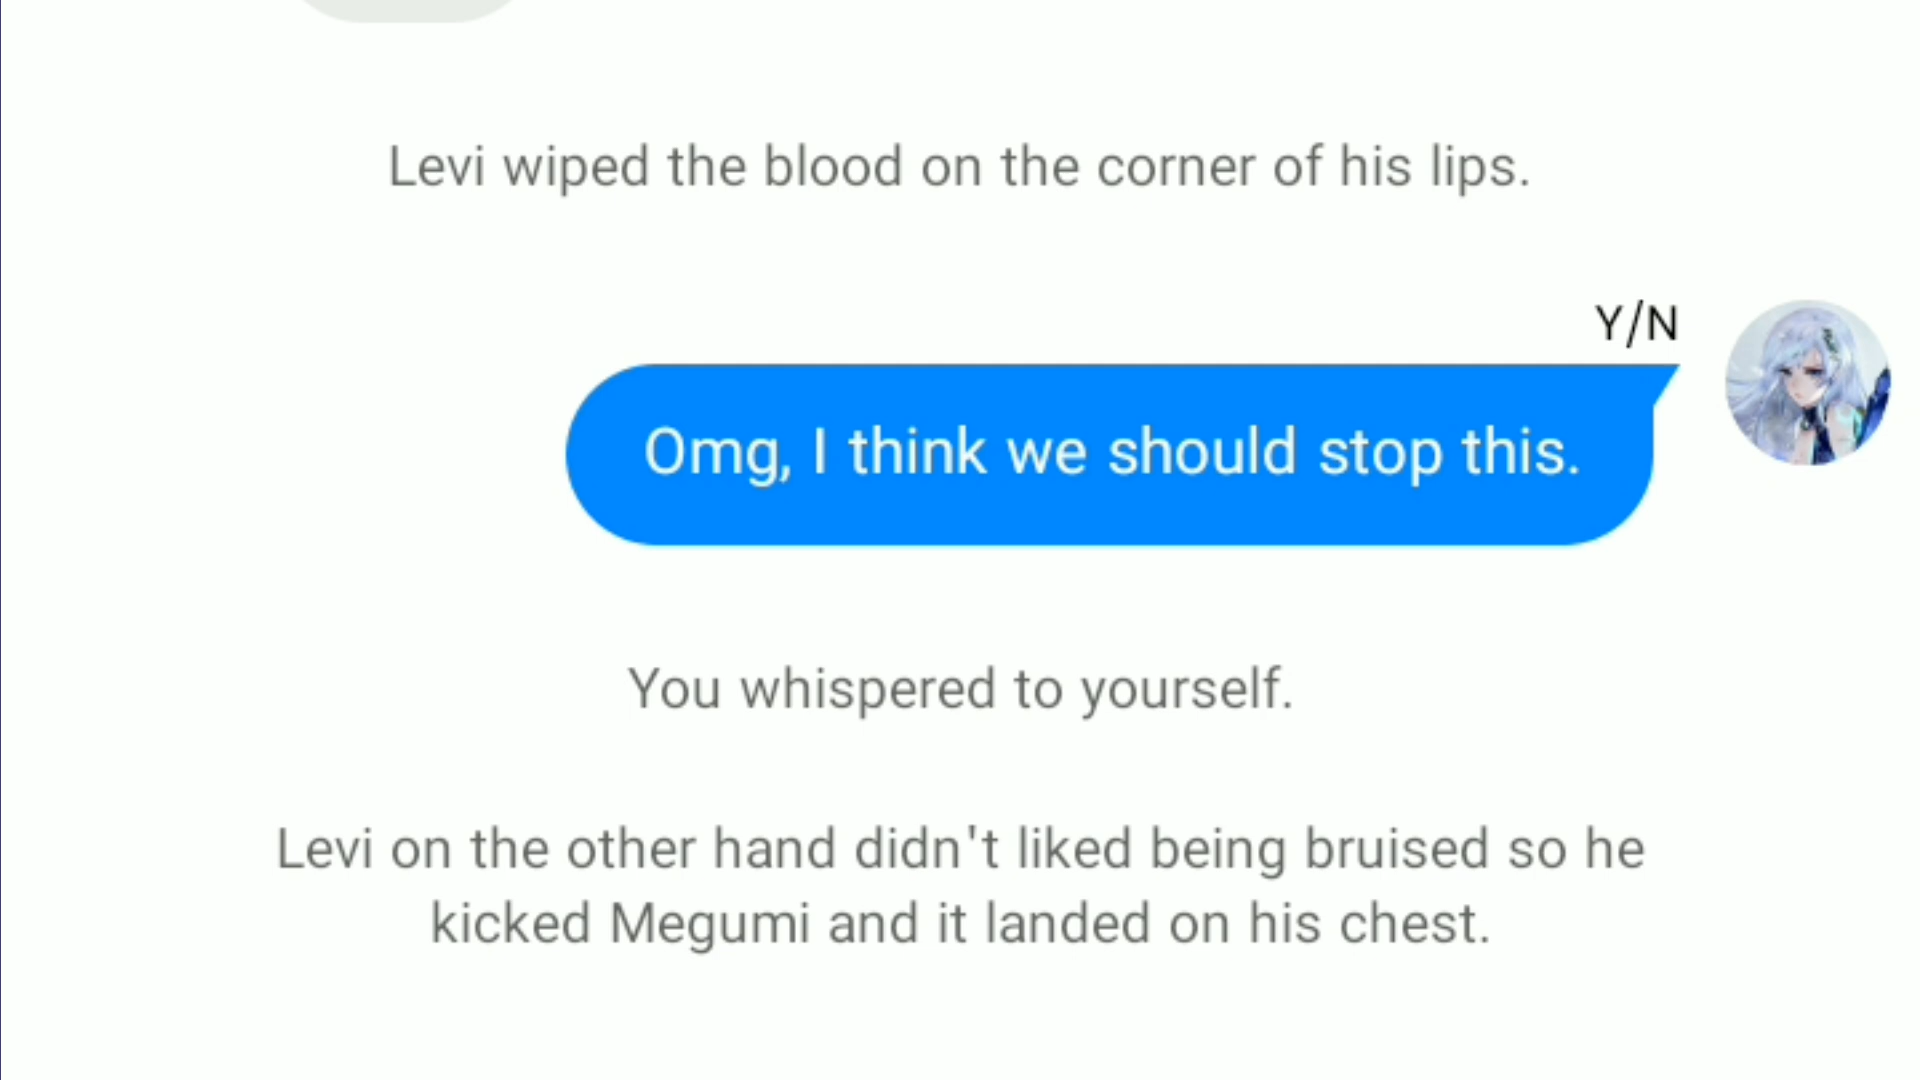 Levi wiped the blood on the corner of his lips.
Y/N
Omg, I think we should stop this.
You whispered to yourself.
Levi on the other hand didn't liked being bruised so he
kicked Megumi and it landed on his chest.